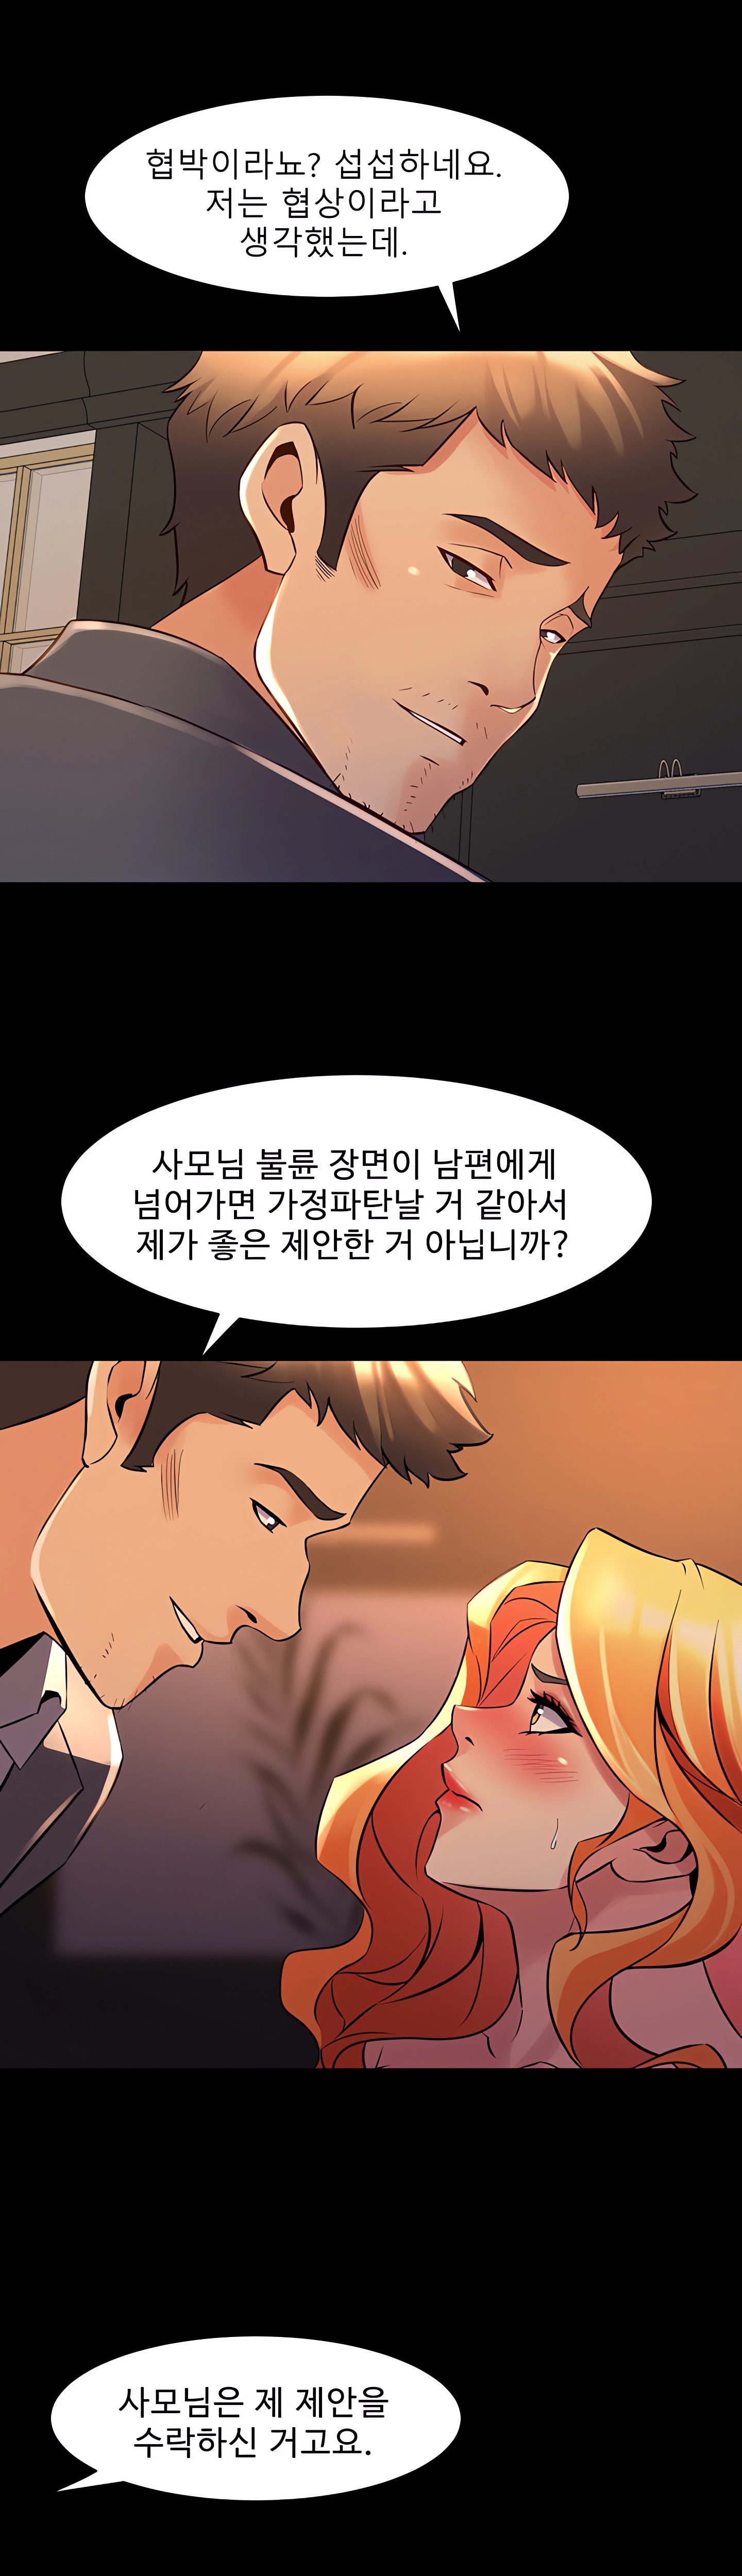 협박이라뇨? 섭섭하네요.
저는 협상이라고
생각했는데.
사모님 불륜 장면이 남편에게
넘어가면 가정파탄날 거 같아서
제가 좋은 제안한 거 아닙니까?
사모님은 제 제안을
수락하신 거고요.